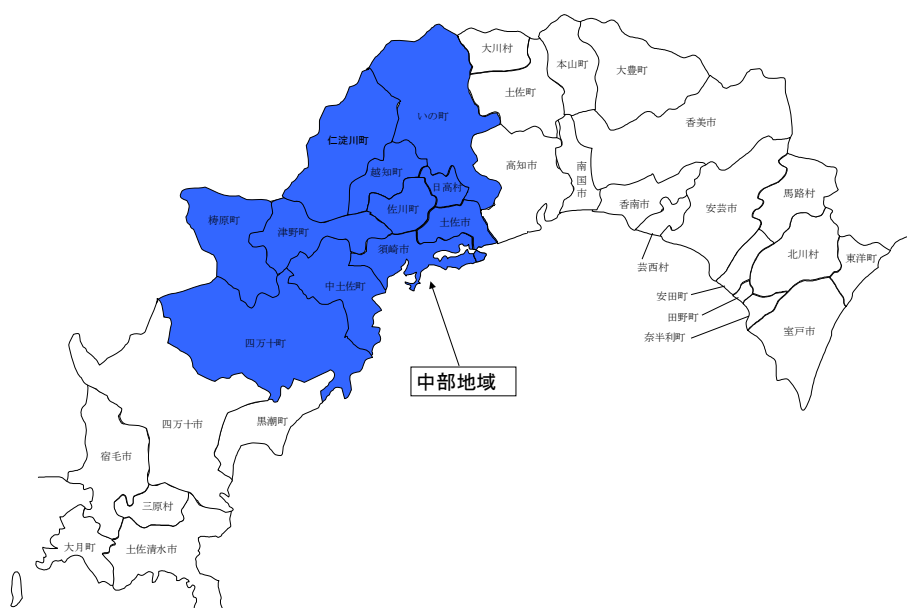 大川村
本山町
大豊町
土佐町
いの町
香美市
仁淀川町
越知町
高知市
南国市
日高村
馬路村
佐川町
香南市
安芸市
梼原町
津野町
土佐市
須崎市
芸西村
北川村
東洋町
中土佐町
安田町
田野町
奈半利町
室戸市
四万十町
中部地域
四万十市
黒潮町
宿毛市
三原村
大月町
土佐清水市